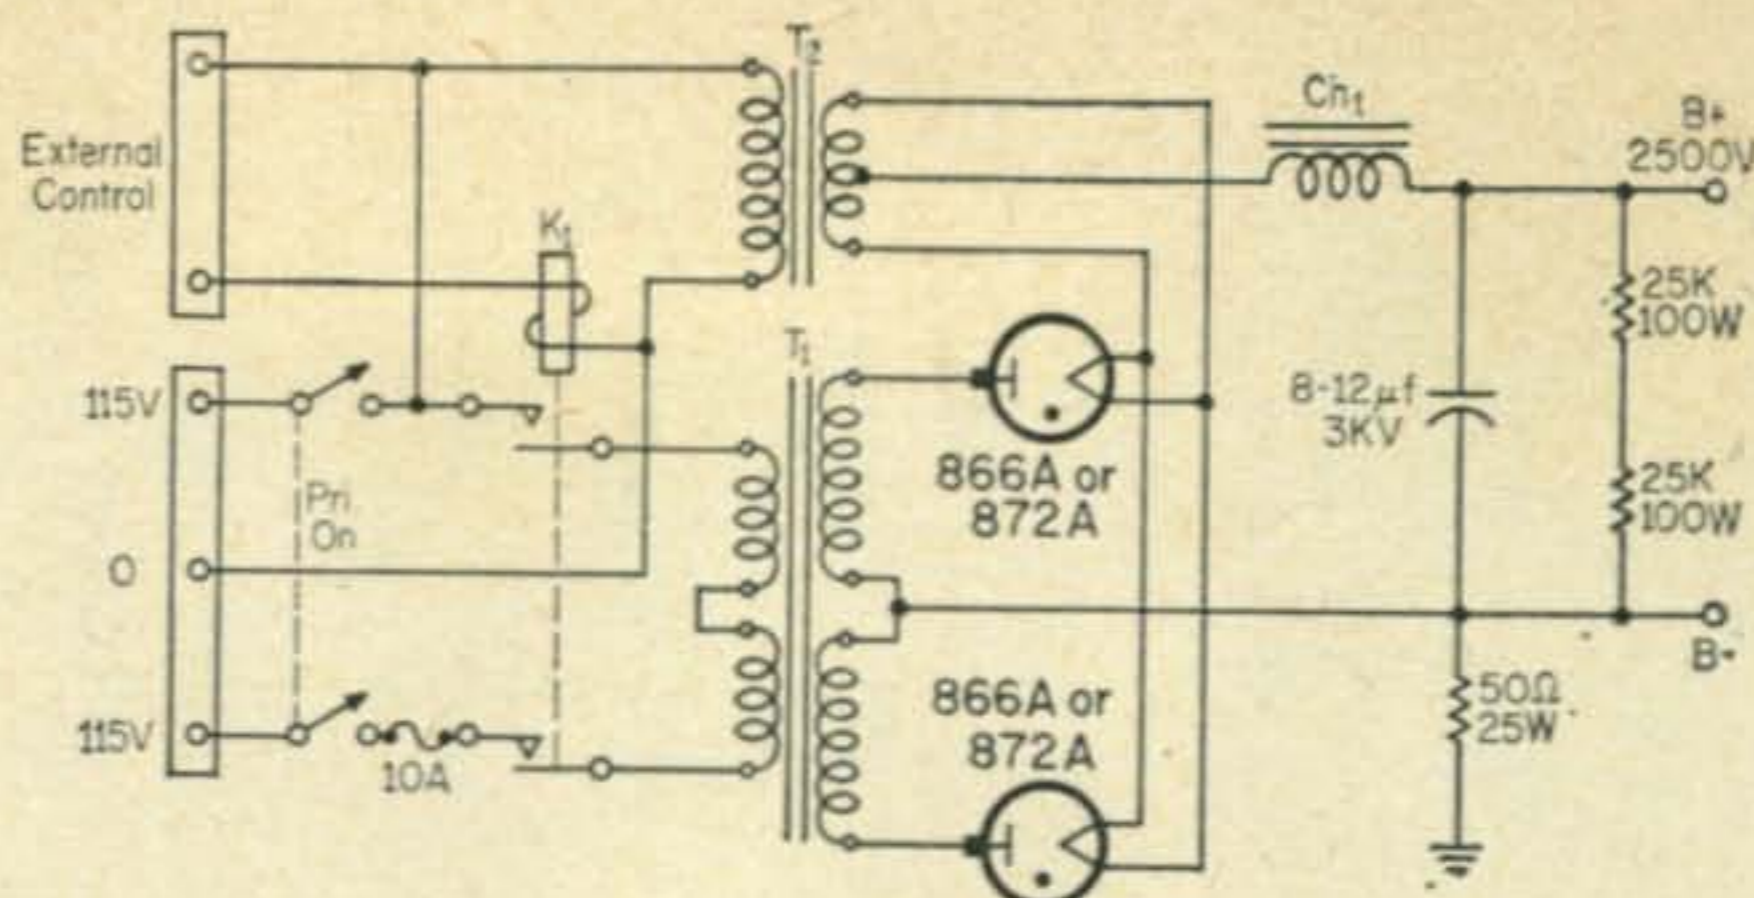 T2
Ch1
B+
2500V
External
Control
K1
25K
100W
T1
115V
8-12μf
3KV
866A or
872A
25K
100W
Pri.
On
0
B-
866A or
872A
50Ω
25W
115V
10A